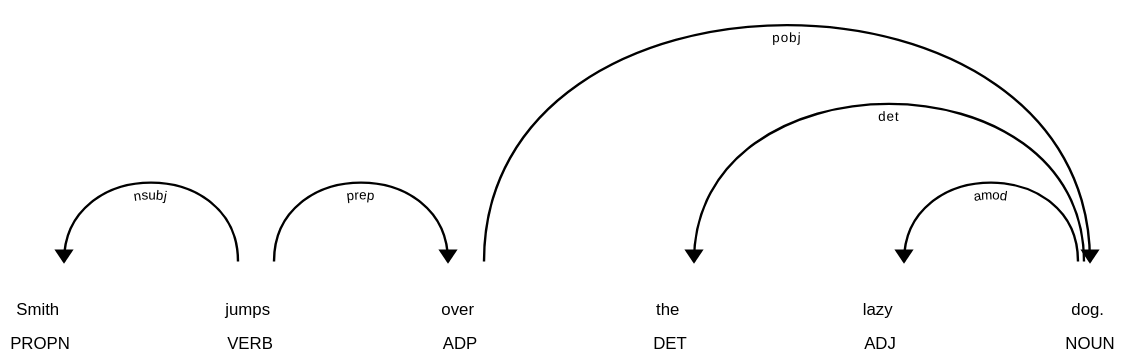 pobj
det
nsubj prep amod
Smith jumps over the lazy dog.
PROPN VERB ADP DET ADJ NOUN